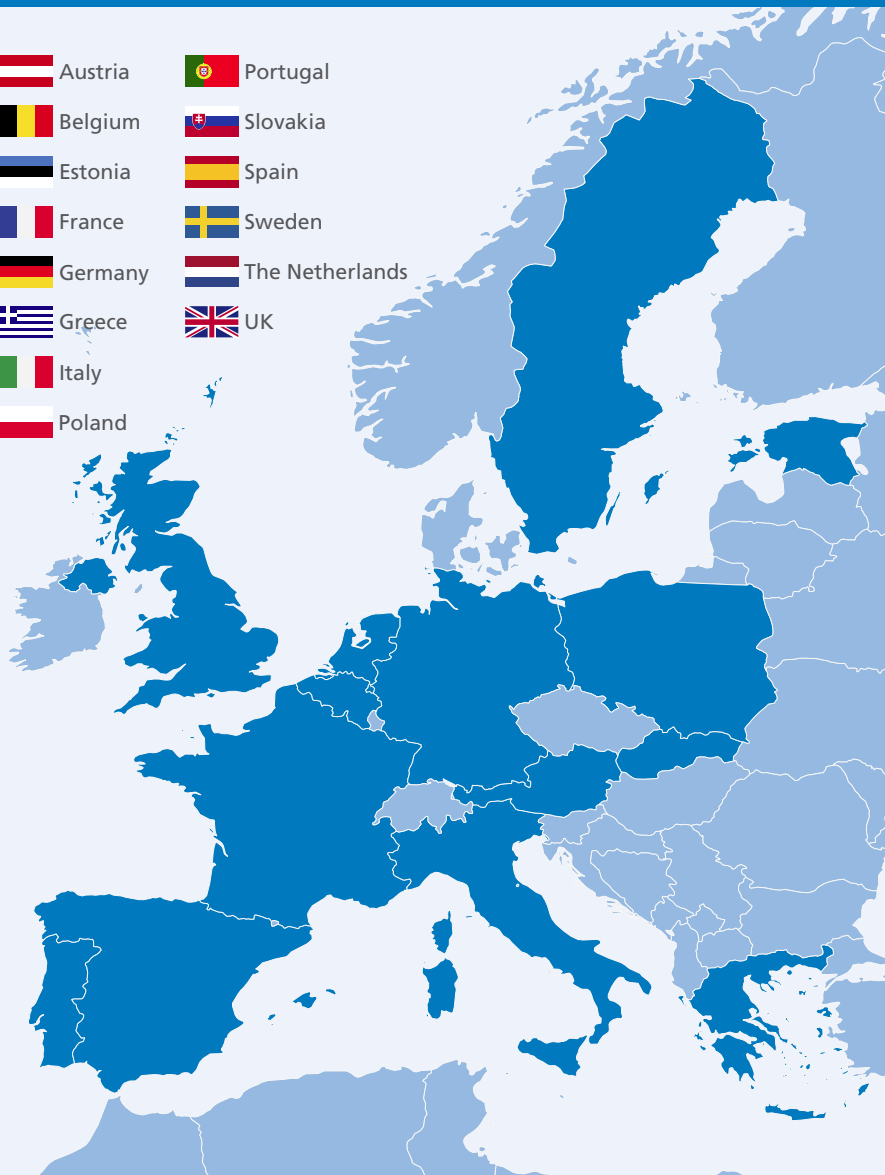 Austria
Belgium
Estonia
France
Germany
Greece
Italy
Poland
Portugal
Slovakia
Spain
Sweden
The Netherlands
UK